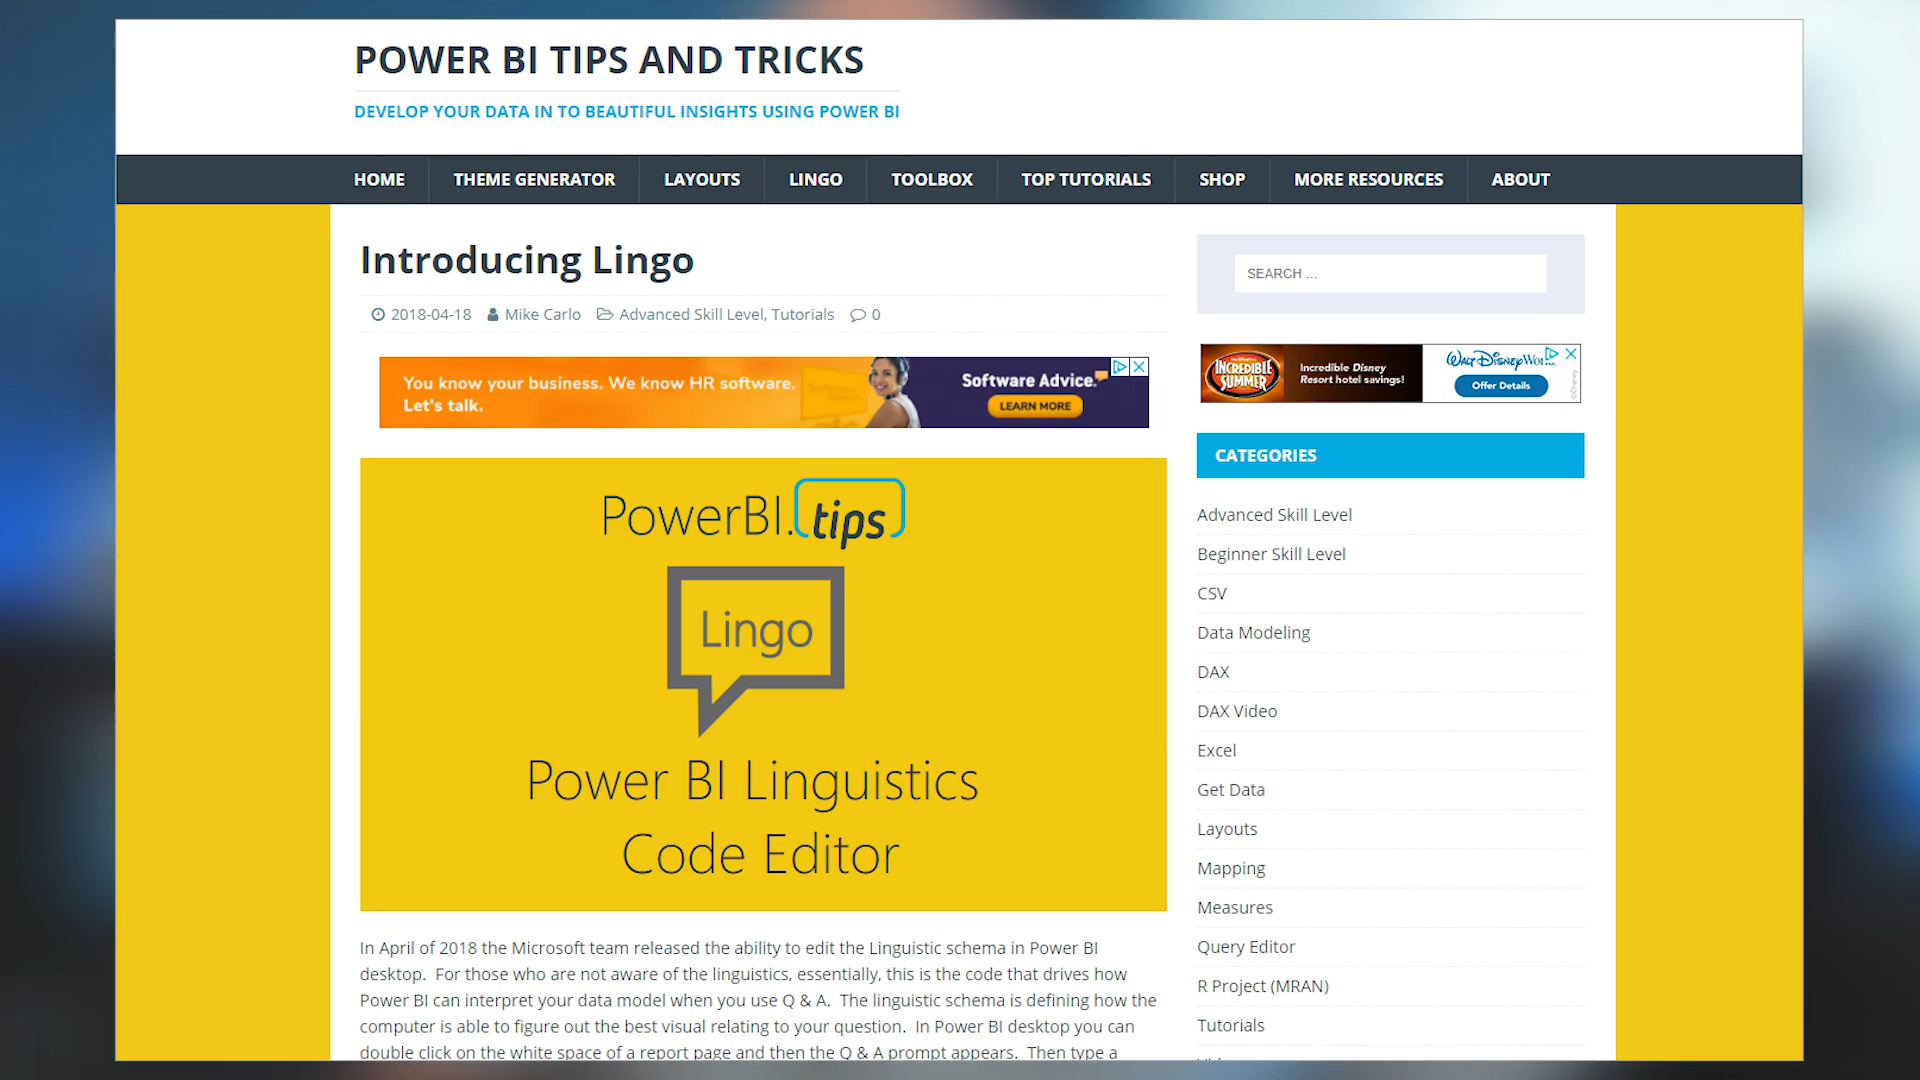 POWER BI TIPS AND TRICKS
DEVELOP YOUR DATA IN TO BEAUTIFUL INSIGHTS USING POWER BI
HOME
THEME GENERATOR
LAYOUTS
LINGO
TOOLBOX
TOP TUTORIALS
SHOP
MORE RESOURCES
ABOUT
Introducing Lingo
2018-04-18 Mike Carlo Advanced Skill Level, Tutorials 0
You know your business. We know HR software.
Let's talk.
Software Advice.
LEARN MORE
PowerBI.tips
Lingo
Power BI Linguistics
Code Editor
In April of 2018 the Microsoft team released the ability to edit the Linguistic schema in Power BI
desktop.  For those who are not aware of the linguistics, essentially, this is the code that drives how
Power BI can interpret your data model when you use Q & A.  The linguistic schema is defining how the
computer is able to figure out the best visual relating to your question.  In Power BI desktop you can
double click on the white space of a report page and then the Q & A prompt appears.  Then type a
SEARCH …
INCREDIBLE
SUMMER
Incredible Disney
Resort hotel savings!
Walt Disney
Offer Details
©Disney
CATEGORIES
Advanced Skill Level
Beginner Skill Level
CSV
Data Modeling
DAX
DAX Video
Excel
Get Data
Layouts
Mapping
Measures
Query Editor
R Project (MRAN)
Tutorials